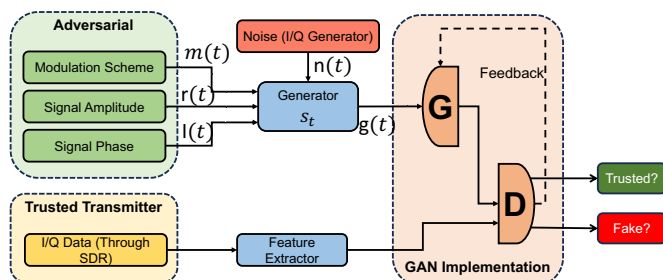 Adversarial
Modulation Scheme
m(t)
Signal Amplitude
r(t)
Signal Phase
l(t)
Noise (I/Q Generator)
n(t)
Generator
s_t
g(t)
Feedback
G
D
GAN Implementation
Trusted?
Fake?
Trusted Transmitter
I/Q Data (Through
SDR)
Feature
Extractor